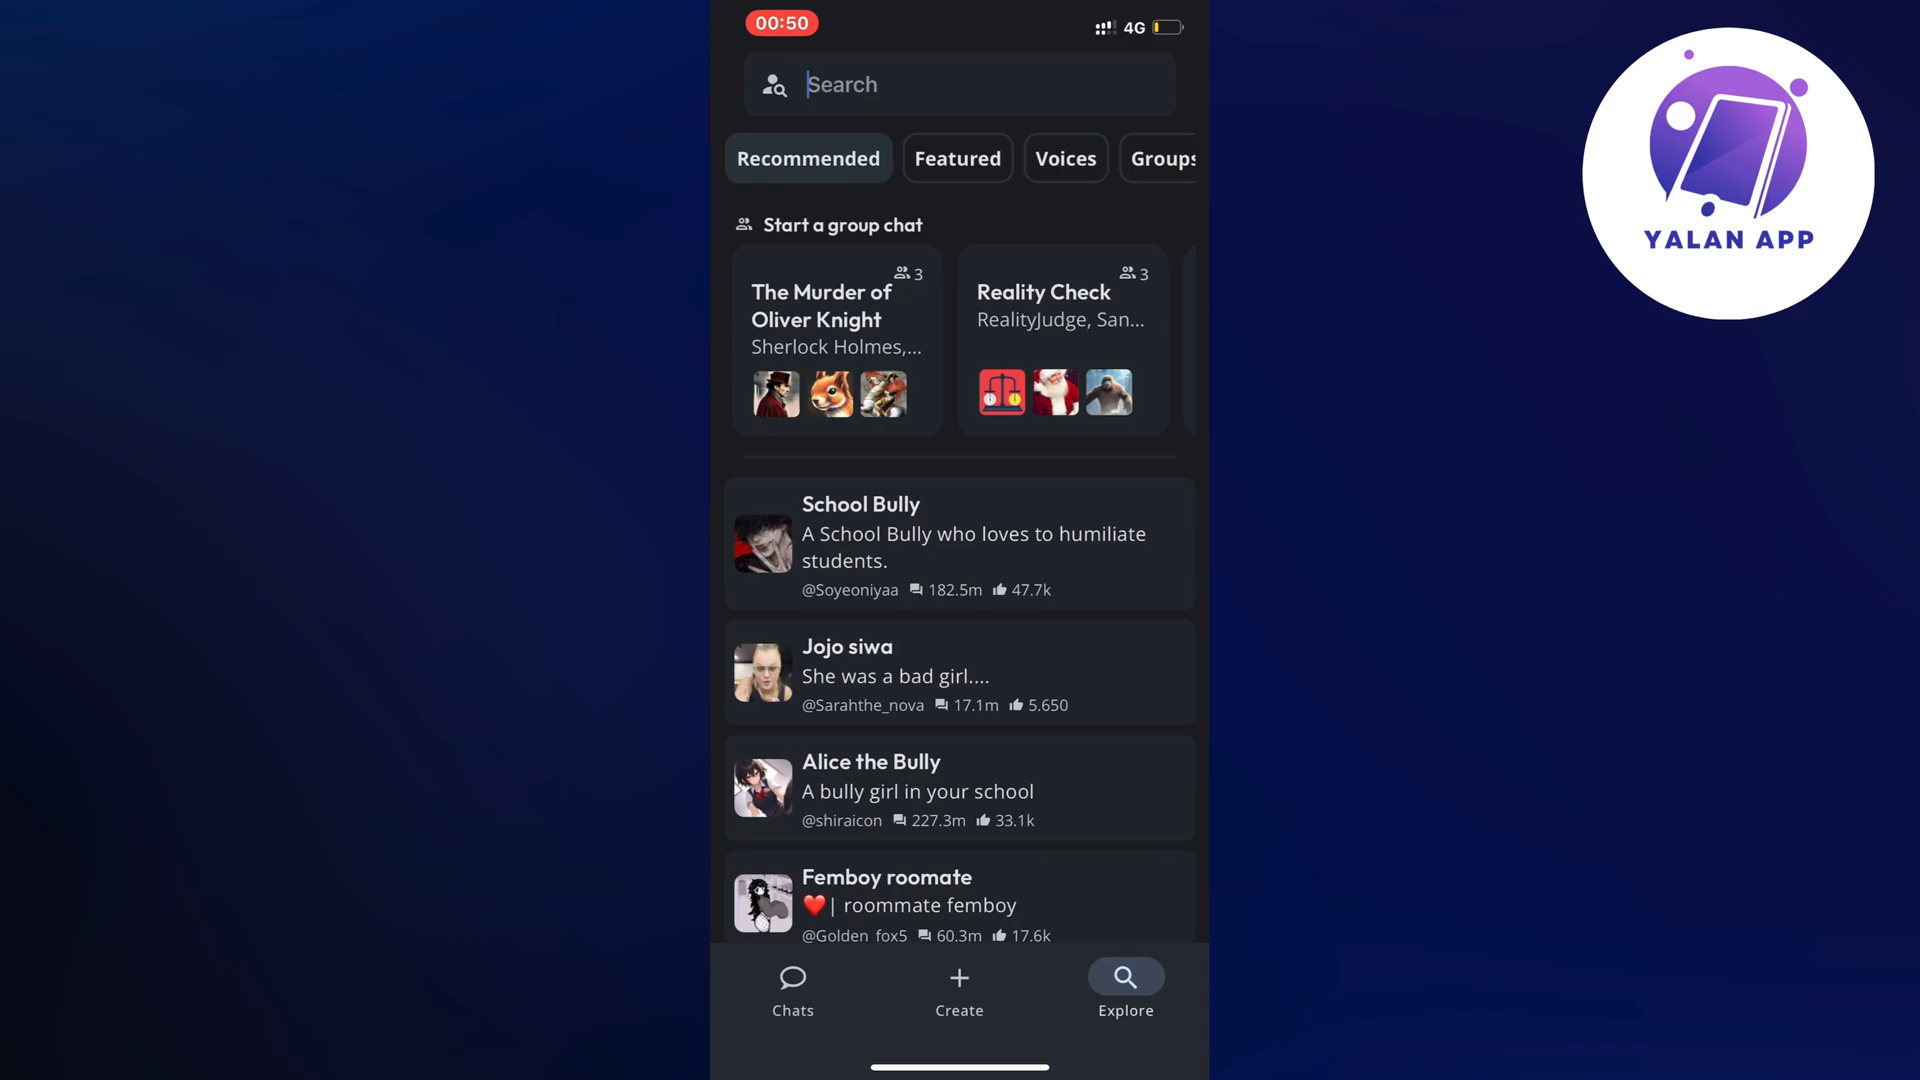 00:50
4G
Search
Recommended
Featured
Voices
Groups
Start a group chat
3
The Murder of
Oliver Knight
Sherlock Holmes,...
3
Reality Check
RealityJudge, San...
School Bully
A School Bully who loves to humiliate
students.
@Soyeoniyaa 182.5m 47.7k
Jojo siwa
She was a bad girl....
@Sarahthe_nova 17.1m 5.650
Alice the Bully
A bully girl in your school
@shiraicon 227.3m 33.1k
Femboy roomate
❤️| roommate femboy
@Golden_fox5 60.3m 17.6k
Chats
Create
Explore
YALAN APP